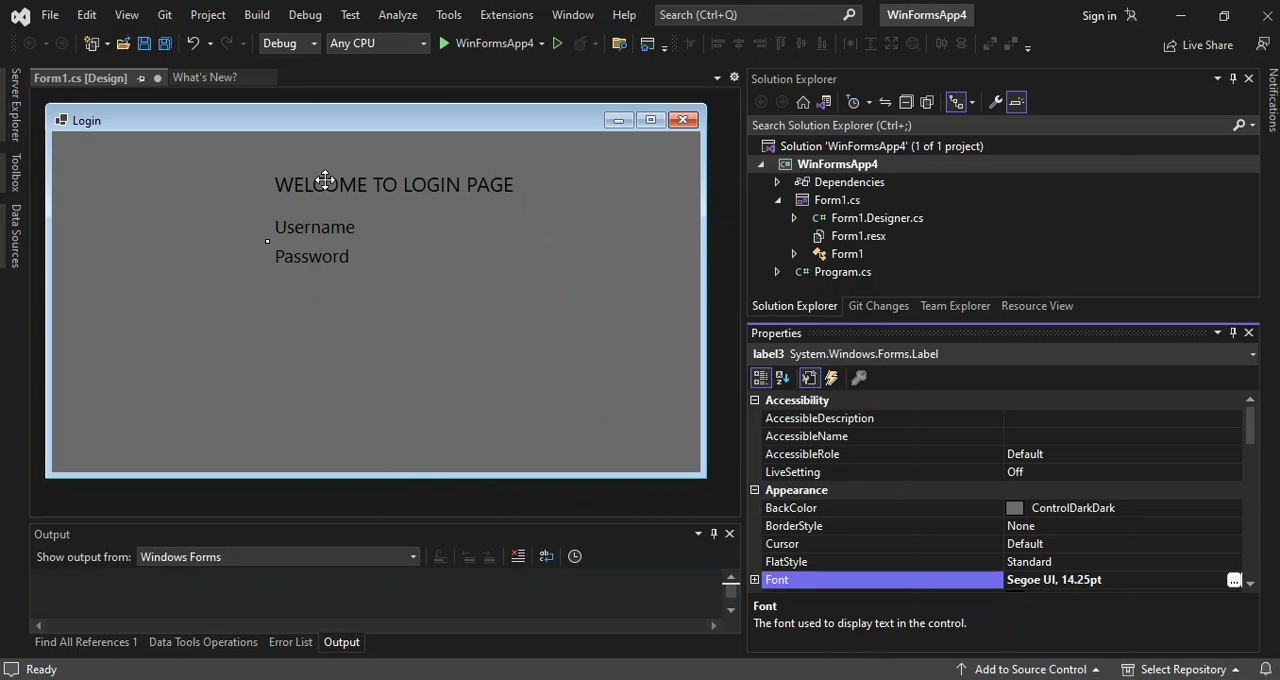 File Edit View Git Project Build Debug Test Analyze Tools Extensions Window Help Search (Ctrl+Q) WinFormsApp4 Sign in
Debug Any CPU WinFormsApp4 Live Share
Form1.cs [Design] What's New?
Server Explorer
Toolbox
Data Sources
Login
WELCOME TO LOGIN PAGE
Username
Password
Solution Explorer
Search Solution Explorer (Ctrl+;)
Solution 'WinFormsApp4' (1 of 1 project)
WinFormsApp4
Dependencies
Form1.cs
C# Form1.Designer.cs
Form1.resx
Form1
C# Program.cs
Solution Explorer Git Changes Team Explorer Resource View
Notifications
Properties
label3 System.Windows.Forms.Label
Accessibility
AccessibleDescription
AccessibleName
AccessibleRole Default
LiveSetting Off
Appearance
BackColor ControlDarkDark
BorderStyle None
Cursor Default
FlatStyle Standard
Font Segoe UI, 14.25pt ...
Font
The font used to display text in the control.
Output
Show output from: Windows Forms
Find All References 1 Data Tools Operations Error List Output
Ready Add to Source Control Select Repository